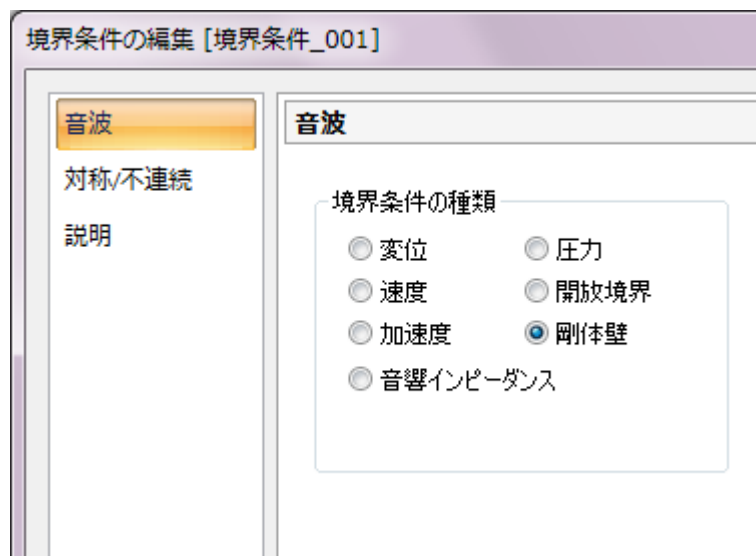 境界条件の編集 [境界条件_001]
音波
対称/不連続
説明
音波
境界条件の種類
変位
圧力
速度
開放境界
加速度
剛体壁
音響インピーダンス